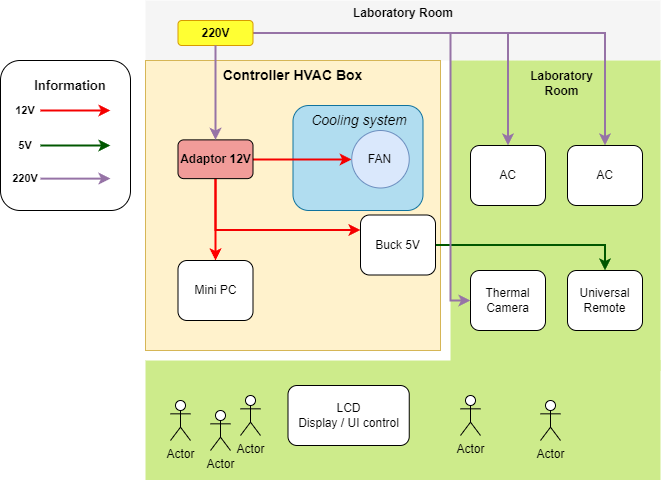 Laboratory Room
220V
Information
12V
5V
220V
Controller HVAC Box
Cooling system
FAN
Adaptor 12V
Buck 5V
Mini PC
Laboratory
Room
AC
AC
Thermal
Camera
Universal
Remote
LCD
Display / UI control
Actor
Actor
Actor
Actor
Actor